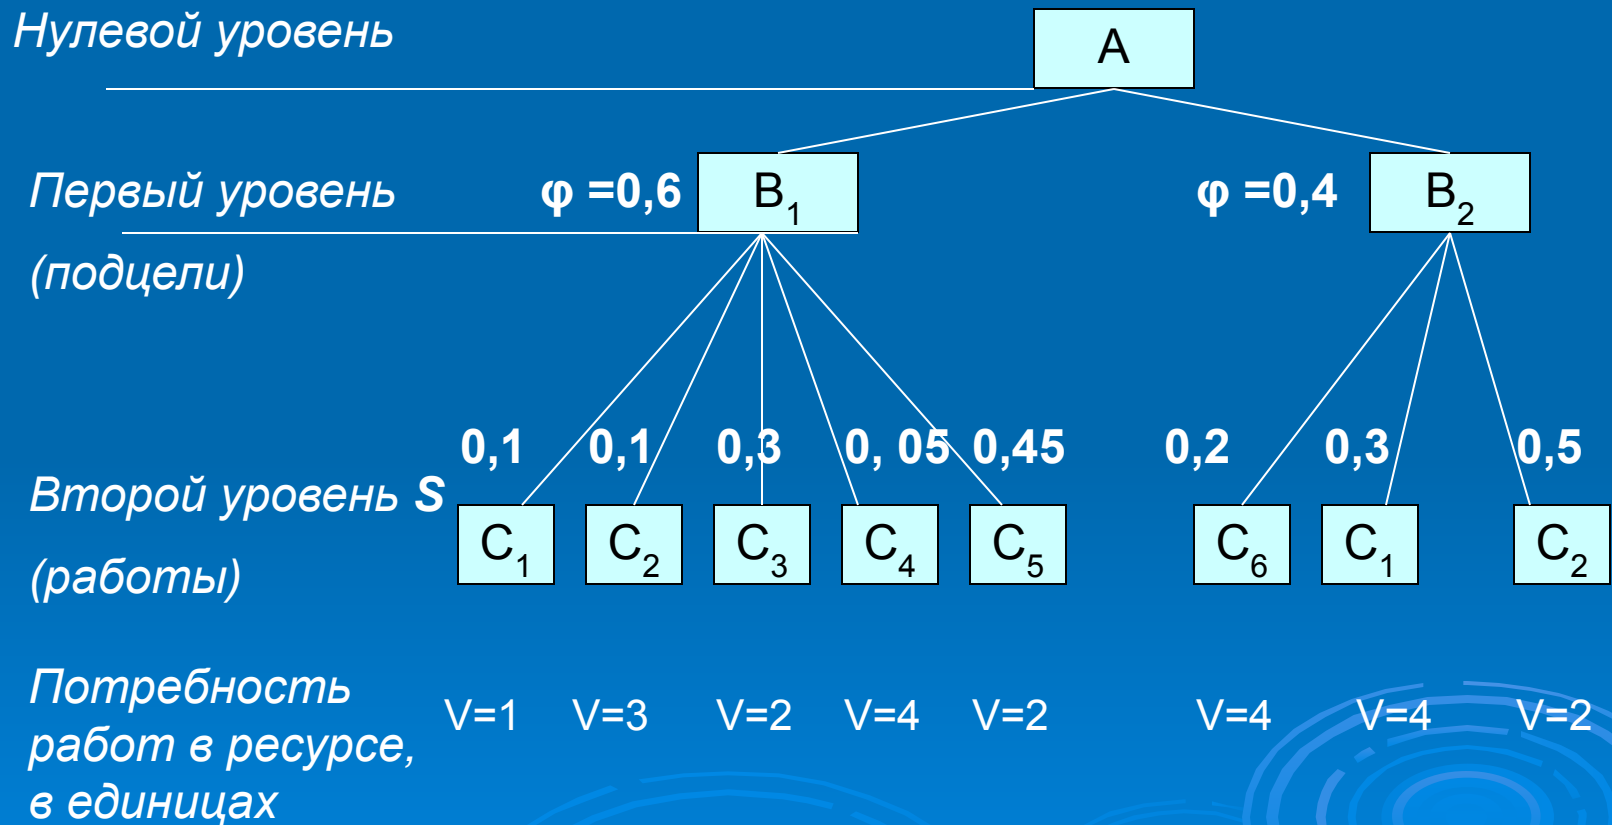 Нулевой уровень
A
Первый уровень
φ =0,6
B₁
φ =0,4
B₂
(подцели)
0,1 0,1 0,3 0, 05 0,45 0,2 0,3 0,5
Второй уровень S
C₁ C₂ C₃ C₄ C₅ C₆ C₁ C₂
(работы)
Потребность
работ в ресурсе,
в единицах
V=1 V=3 V=2 V=4 V=2 V=4 V=4 V=2